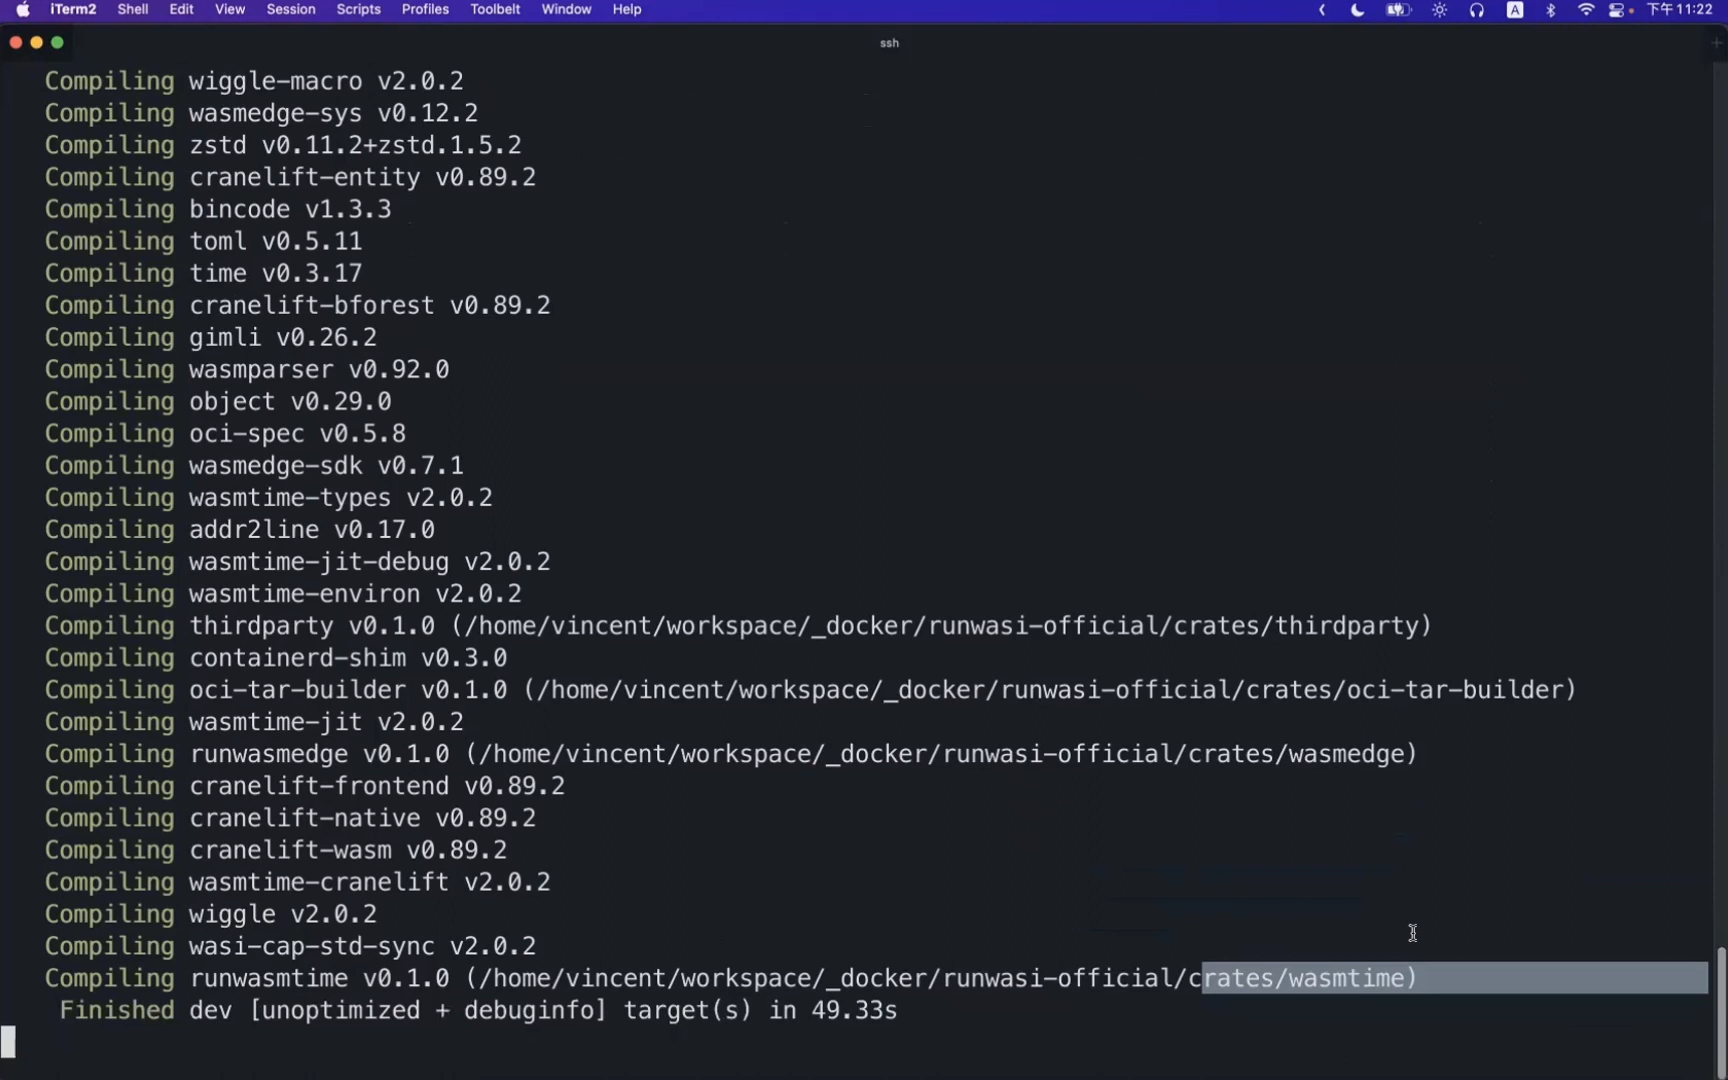 iTerm2 Shell Edit View Session Scripts Profiles Toolbelt Window Help A 下午11:22
ssh
Compiling wiggle-macro v2.0.2
Compiling wasmedge-sys v0.12.2
Compiling zstd v0.11.2+zstd.1.5.2
Compiling cranelift-entity v0.89.2
Compiling bincode v1.3.3
Compiling toml v0.5.11
Compiling time v0.3.17
Compiling cranelift-bforest v0.89.2
Compiling gimli v0.26.2
Compiling wasmparser v0.92.0
Compiling object v0.29.0
Compiling oci-spec v0.5.8
Compiling wasmedge-sdk v0.7.1
Compiling wasmtime-types v2.0.2
Compiling addr2line v0.17.0
Compiling wasmtime-jit-debug v2.0.2
Compiling wasmtime-environ v2.0.2
Compiling thirdparty v0.1.0 (/home/vincent/workspace/_docker/runwasi-official/crates/thirdparty)
Compiling containerd-shim v0.3.0
Compiling oci-tar-builder v0.1.0 (/home/vincent/workspace/_docker/runwasi-official/crates/oci-tar-builder)
Compiling wasmtime-jit v2.0.2
Compiling runwasmedge v0.1.0 (/home/vincent/workspace/_docker/runwasi-official/crates/wasmedge)
Compiling cranelift-frontend v0.89.2
Compiling cranelift-native v0.89.2
Compiling cranelift-wasm v0.89.2
Compiling wasmtime-cranelift v2.0.2
Compiling wiggle v2.0.2
Compiling wasi-cap-std-sync v2.0.2
Compiling runwasmtime v0.1.0 (/home/vincent/workspace/_docker/runwasi-official/crates/wasmtime)
Finished dev [unoptimized + debuginfo] target(s) in 49.33s